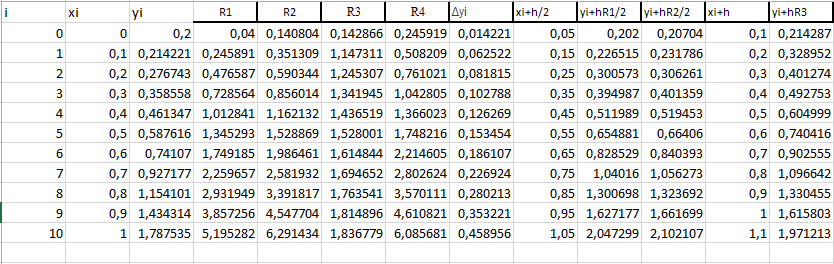 i xi yi R1 R2 R3 R4 Δyi xi+h/2 yi+hR1/2 yi+hR2/2 xi+h yi+hR3
0 0 0,2 0,04 0,140804 0,142866 0,245919 0,014221 0,05 0,202 0,20704 0,1 0,214287
1 0,1 0,214221 0,245891 0,351309 1,147311 0,508209 0,062522 0,15 0,226515 0,231786 0,2 0,328952
2 0,2 0,276743 0,476587 0,590344 1,245307 0,761021 0,081815 0,25 0,300573 0,306261 0,3 0,401274
3 0,3 0,358558 0,728564 0,856014 1,341945 1,042805 0,102788 0,35 0,394987 0,401359 0,4 0,492753
4 0,4 0,461347 1,012841 1,162132 1,436519 1,366023 0,126269 0,45 0,511989 0,519453 0,5 0,604999
5 0,5 0,587616 1,345293 1,528869 1,528001 1,748216 0,153454 0,55 0,654881 0,66406 0,6 0,740416
6 0,6 0,74107 1,749185 1,986461 1,614844 2,214605 0,186107 0,65 0,828529 0,840393 0,7 0,902555
7 0,7 0,927177 2,259657 2,581932 1,694652 2,802624 0,226924 0,75 1,04016 1,056273 0,8 1,096642
8 0,8 1,154101 2,931949 3,391817 1,763541 3,570111 0,280213 0,85 1,300698 1,323692 0,9 1,330455
9 0,9 1,434314 3,857256 4,547704 1,814896 4,610821 0,353221 0,95 1,627177 1,661699 1 1,615803
10 1 1,787535 5,195282 6,291434 1,836779 6,085681 0,458956 1,05 2,047299 2,102107 1,1 1,971213